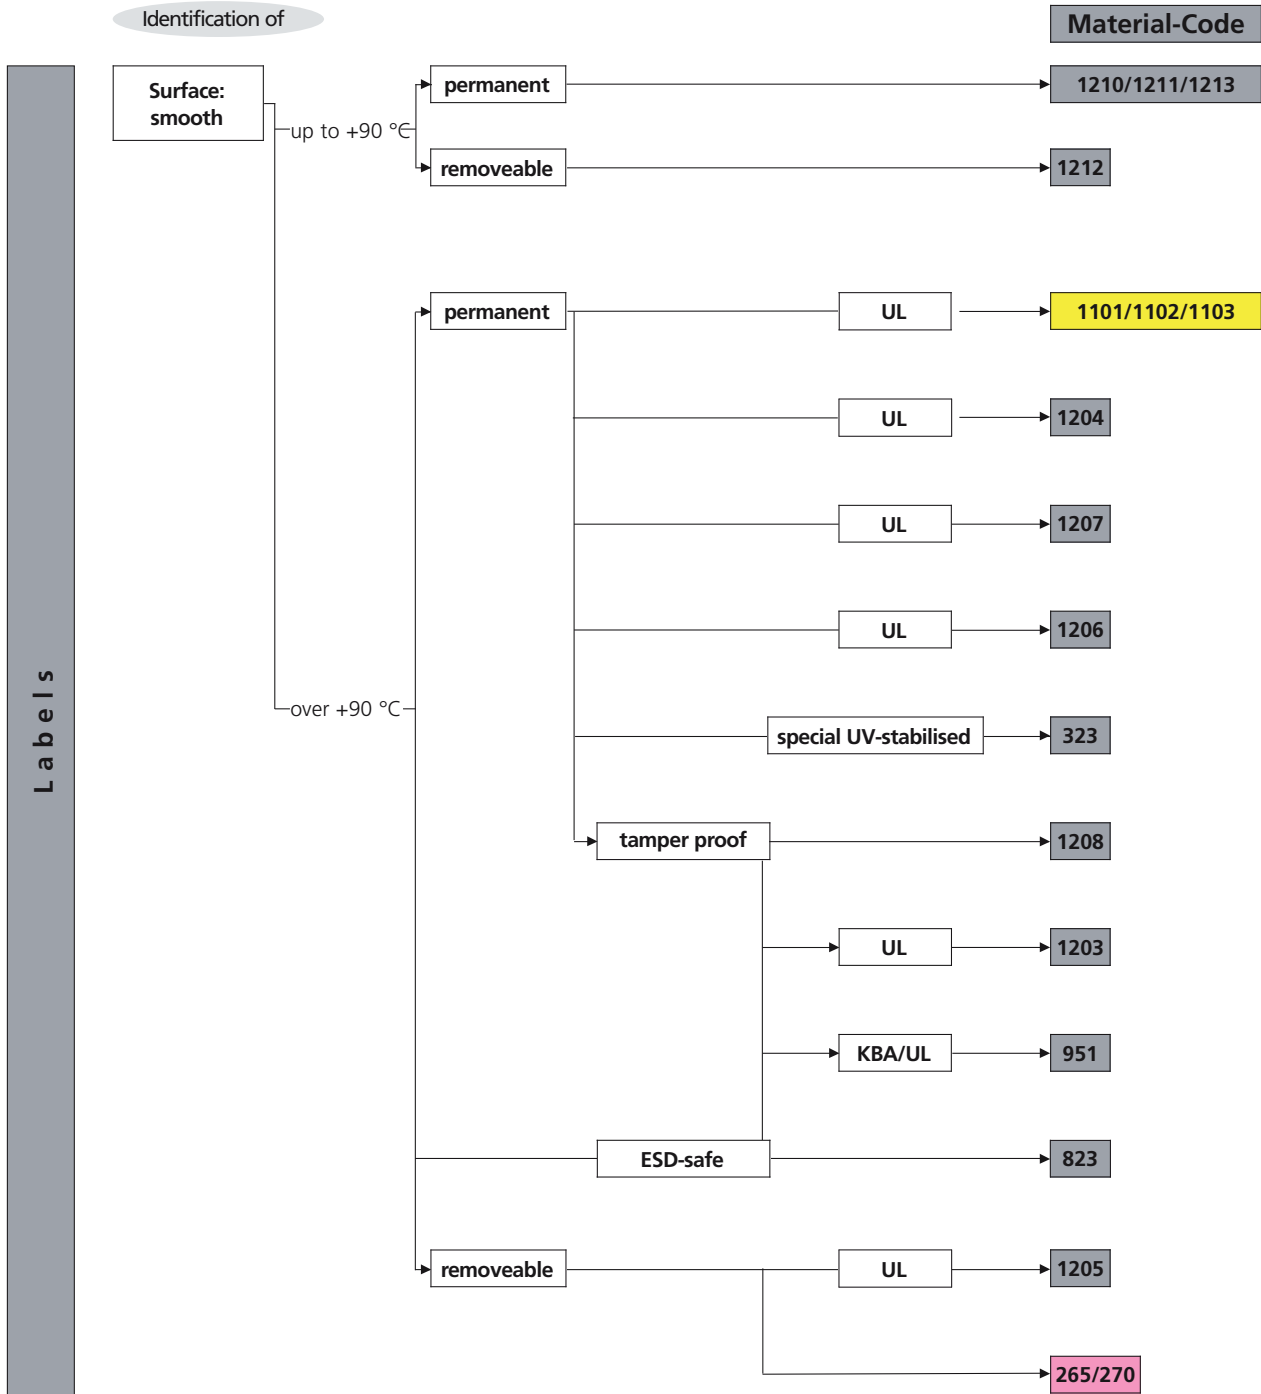 Identification of
Material-Code
Labels
Surface:
smooth
up to +90 °C
permanent
1210/1211/1213
removeable
1212
permanent
UL
1101/1102/1103
UL
1204
UL
1207
UL
1206
over +90 °C
special UV-stabilised
323
tamper proof
1208
UL
1203
KBA/UL
951
ESD-safe
823
removeable
UL
1205
265/270